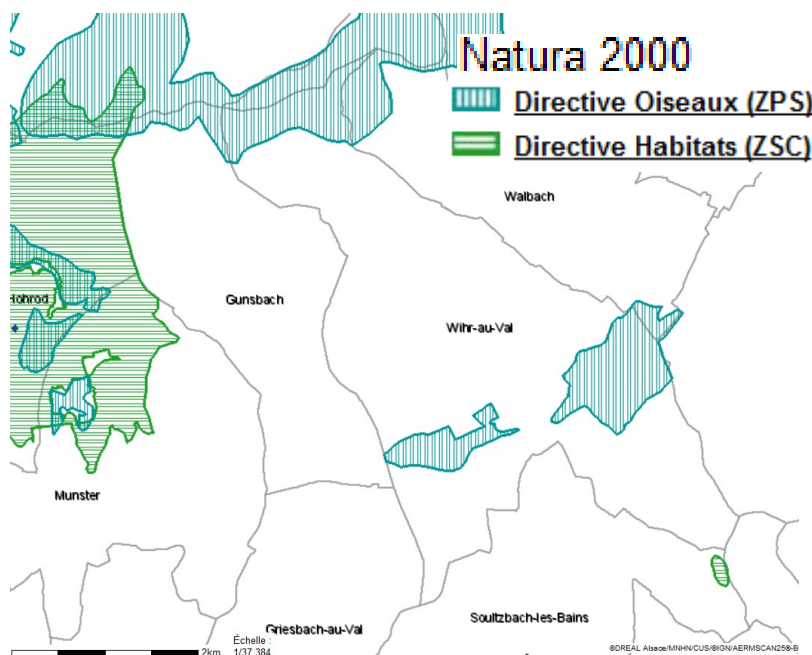 Natura 2000
Directive Oiseaux (ZPS)
Directive Habitats (ZSC)
Walbach
Hohrod
Gunsbach
Wihr-au-Val
Munster
Griesbach-au-Val
Soultzbach-les-Bains
2km
Échelle :
1/37 384
©DREAL Alsace/MNHN/CUS/©IGN/AERMSCAN25®-B